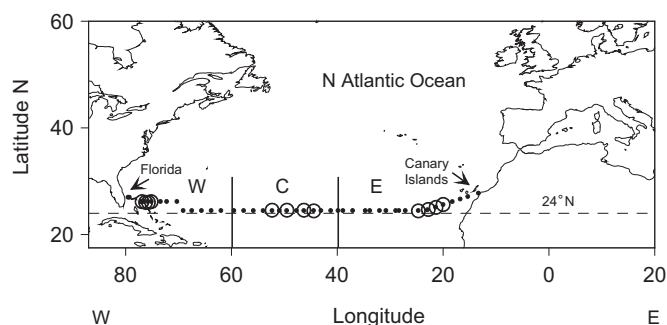 60
40
20
Latitude N
N Atlantic Ocean
Florida
Canary
Islands
W
C
E
24°N
80
60
40
20
0
20
W
Longitude
E